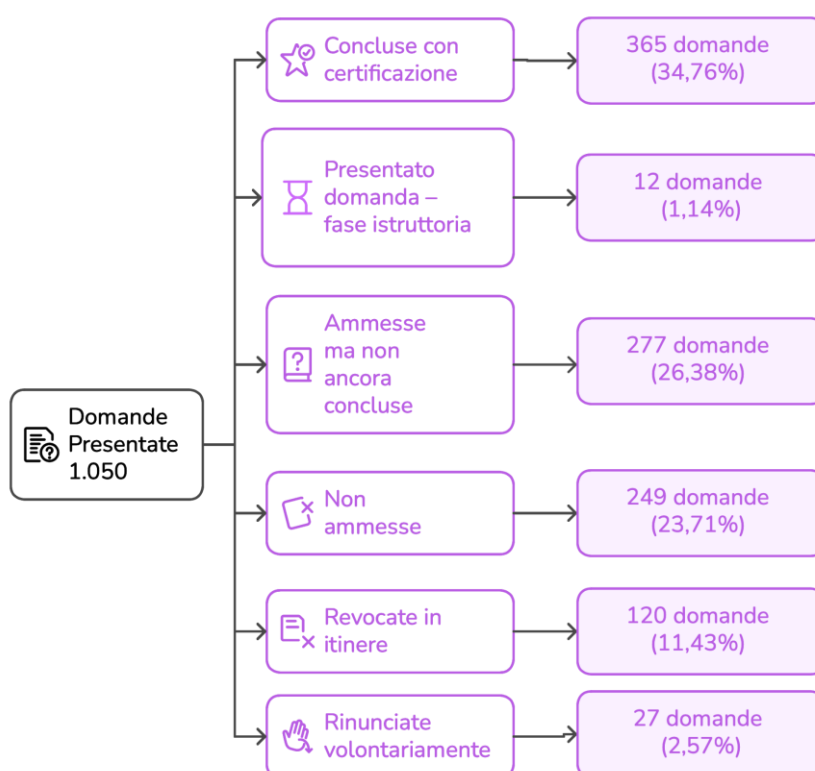 Concluse con
certificazione
365 domande
(34,76%)
Presentato
domanda –
fase istruttoria
12 domande
(1,14%)
Ammesse
ma non
ancora
concluse
277 domande
(26,38%)
Domande
Presentate
1.050
Non
ammesse
249 domande
(23,71%)
Revocate in
itinere
120 domande
(11,43%)
Rinunciate
volontariamente
27 domande
(2,57%)